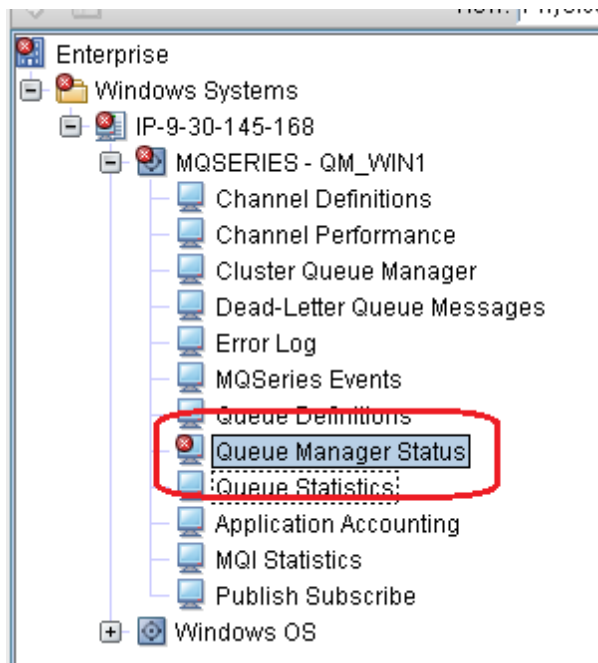 Enterprise
Windows Systems
IP-9-30-145-168
MQSERIES - QM_WIN1
Channel Definitions
Channel Performance
Cluster Queue Manager
Dead-Letter Queue Messages
Error Log
MQSeries Events
Queue Definitions
Queue Manager Status
Queue Statistics
Application Accounting
MQI Statistics
Publish Subscribe
Windows OS